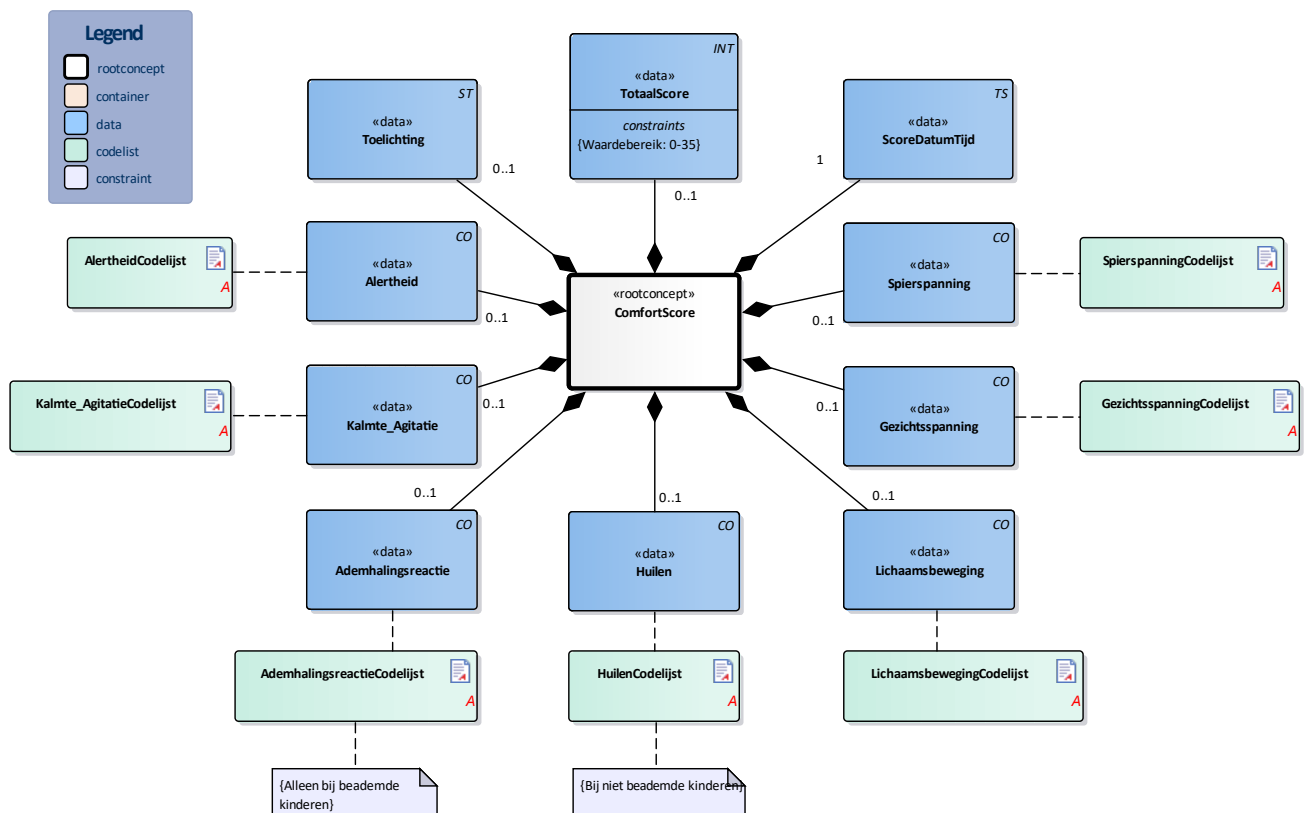 Legend
rootconcept
container
data
codelist
constraint
INT
«data»
TotaalScore
constraints
{Waardebereik: 0-35}
0..1
ST
«data»
Toelichting
0..1
TS
«data»
ScoreDatumTijd
1
AlertheidCodelijst
A
CO
«data»
Alertheid
0..1
«rootconcept»
ComfortScore
CO
«data»
Spierspanning
0..1
SpierspanningCodelijst
A
Kalmte_AgitatieCodelijst
A
CO
«data»
Kalmte_Agitatie
0..1
CO
«data»
Gezichtsspanning
0..1
GezichtsspanningCodelijst
A
0..1
CO
«data»
Ademhalingsreactie
0..1
CO
«data»
Huilen
0..1
CO
«data»
Lichaamsbeweging
AdemhalingsreactieCodelijst
A
HuilenCodelijst
A
LichaamsbewegingCodelijst
A
{Alleen bij beademde
kinderen}
{Bij niet beademde kinderen}